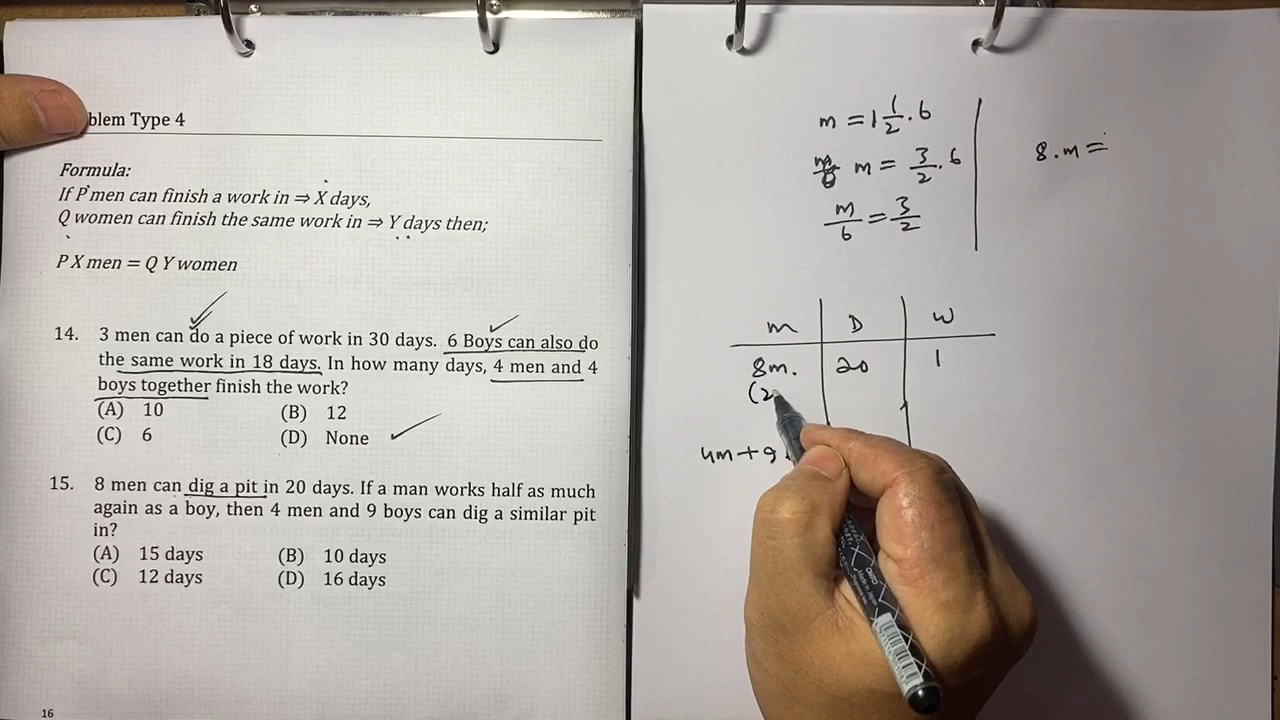 blem Type 4
Formula:
If P men can finish a work in ⇒ X days,
Q women can finish the same work in ⇒ Y days then;
P X men = Q Y women
14. 3 men can do a piece of work in 30 days. 6 Boys can also do
the same work in 18 days. In how many days, 4 men and 4
boys together finish the work?
(A) 10 (B) 12
(C) 6 (D) None
15. 8 men can dig a pit in 20 days. If a man works half as much
again as a boy, then 4 men and 9 boys can dig a similar pit
in?
(A) 15 days (B) 10 days
(C) 12 days (D) 16 days
16
m = 1 1/2 . b
m = 3/2 . b
m/b = 3/2
8.m =
m D W
8m. 20 1
(2
4m + 9